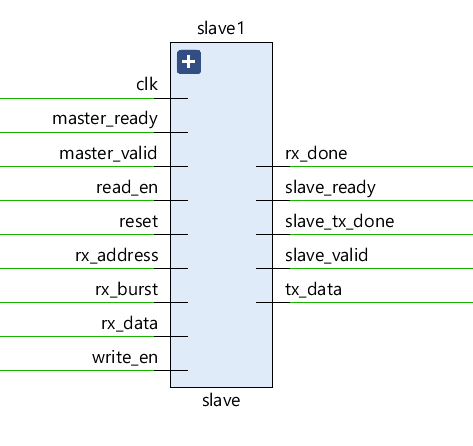 slave1
clk
master_ready
master_valid
read_en
reset
rx_address
rx_burst
rx_data
write_en
rx_done
slave_ready
slave_tx_done
slave_valid
tx_data
slave